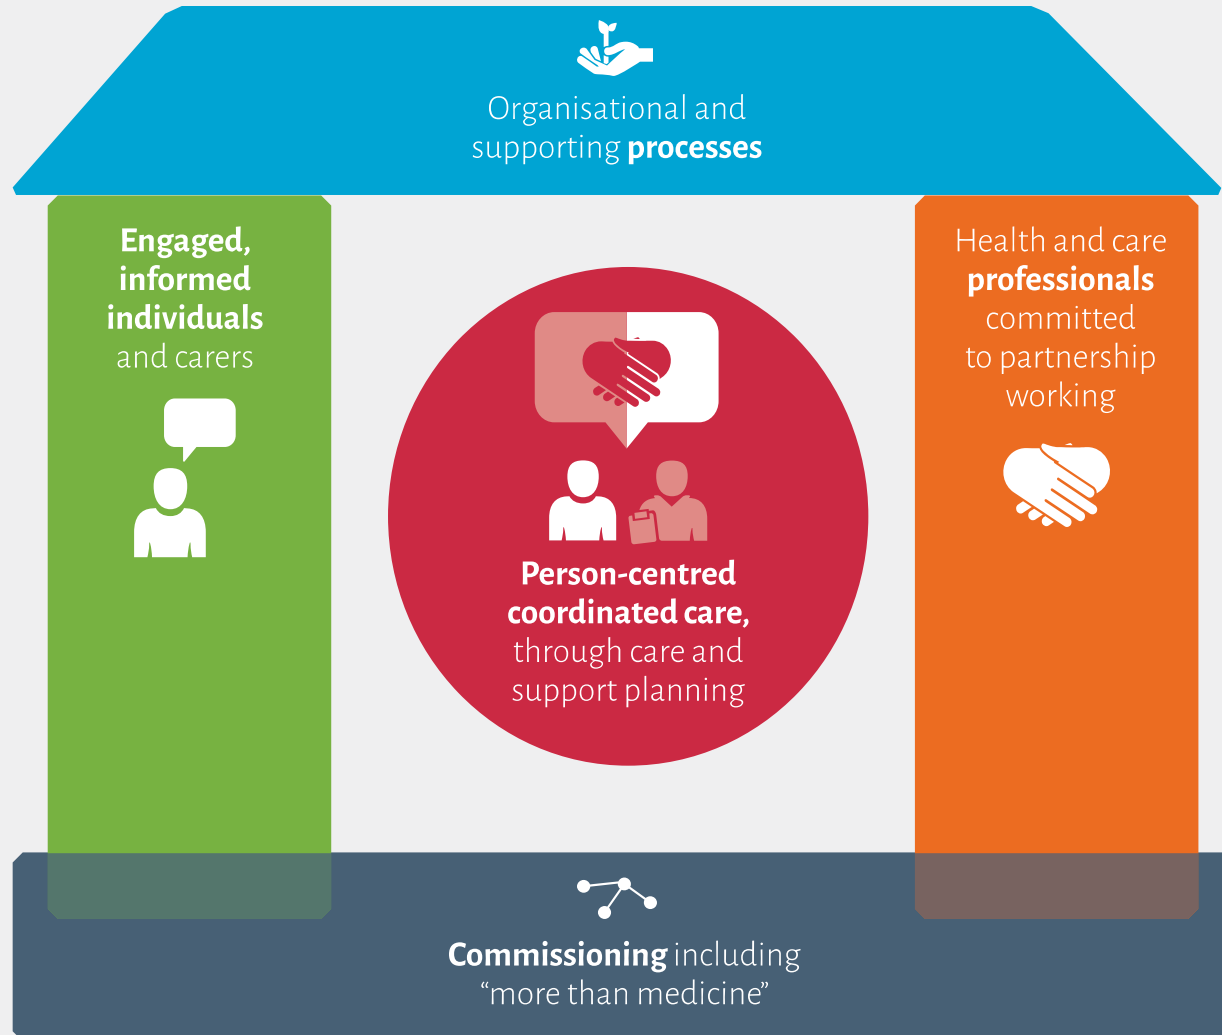 Organisational and
supporting processes
Engaged,
informed
individuals
and carers
Health and care
professionals
committed
to partnership
working
Person-centred
coordinated care,
through care and
support planning
Commissioning including
“more than medicine”